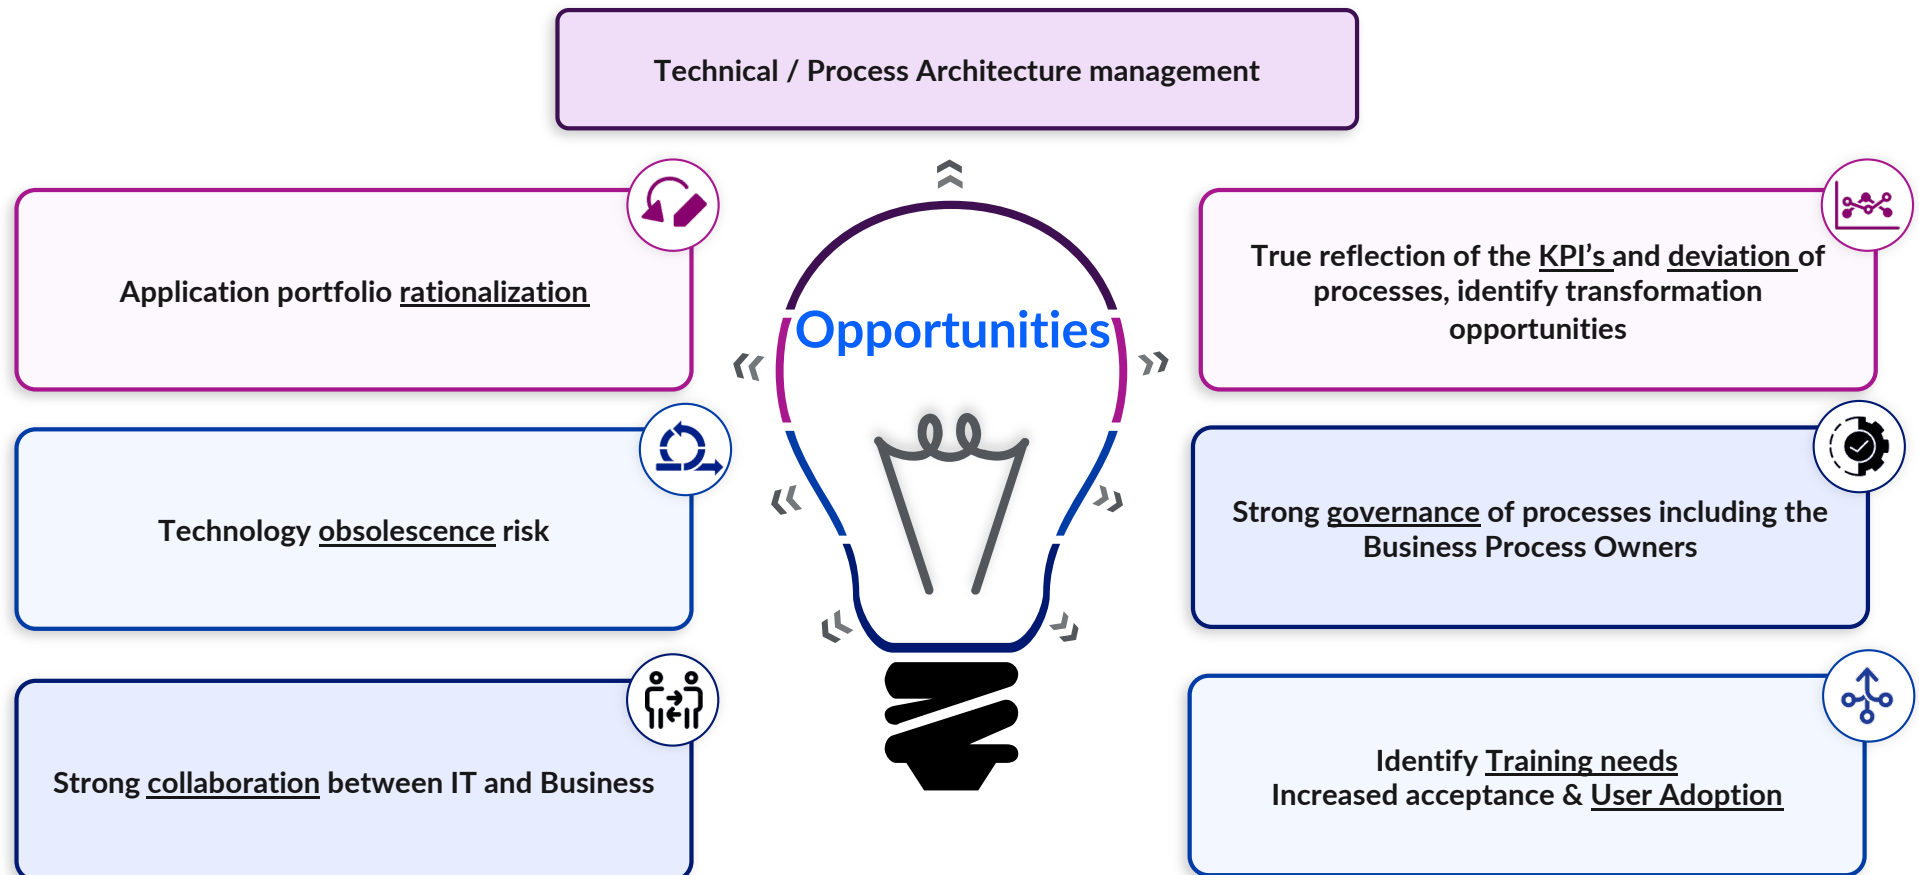 Technical / Process Architecture management
Application portfolio rationalization
Technology obsolescence risk
Strong collaboration between IT and Business
Opportunities
True reflection of the KPI’s and deviation of
processes, identify transformation
opportunities
Strong governance of processes including the
Business Process Owners
Identify Training needs
Increased acceptance & User Adoption